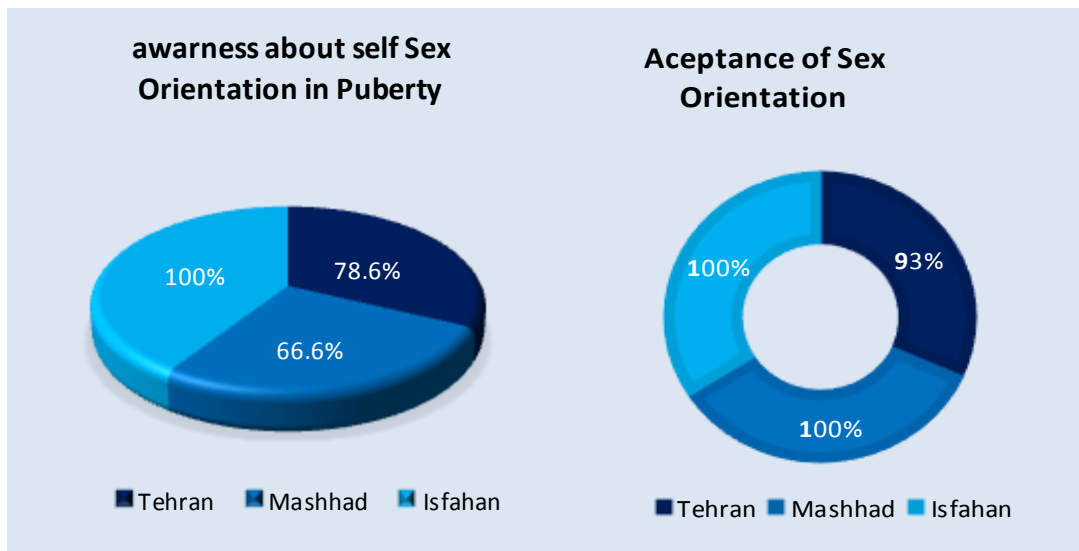 awarness about self Sex
Orientation in Puberty
100%
78.6%
66.6%
Tehran Mashhad Isfahan
Aceptance of Sex
Orientation
100%
93%
100%
Tehran Mashhad Isfahan